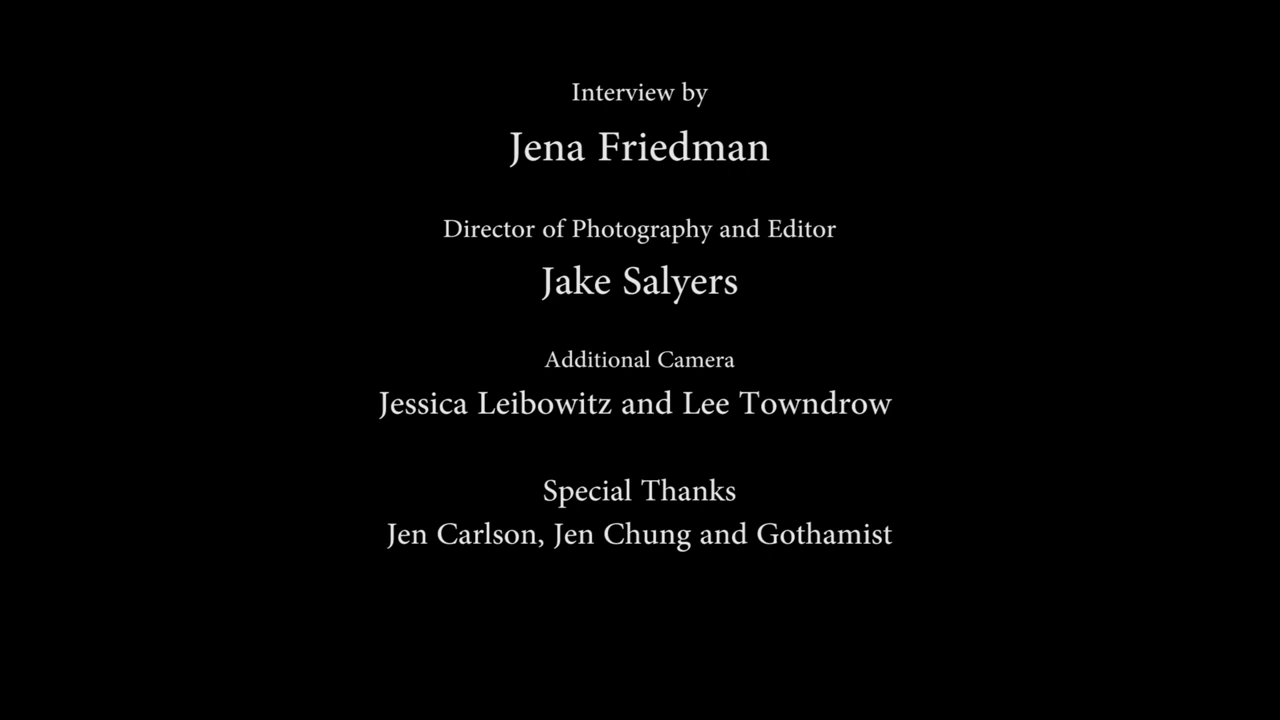 Interview by
Jena Friedman
Director of Photography and Editor
Jake Salyers
Additional Camera
Jessica Leibowitz and Lee Towndrow
Special Thanks
Jen Carlson, Jen Chung and Gothamist